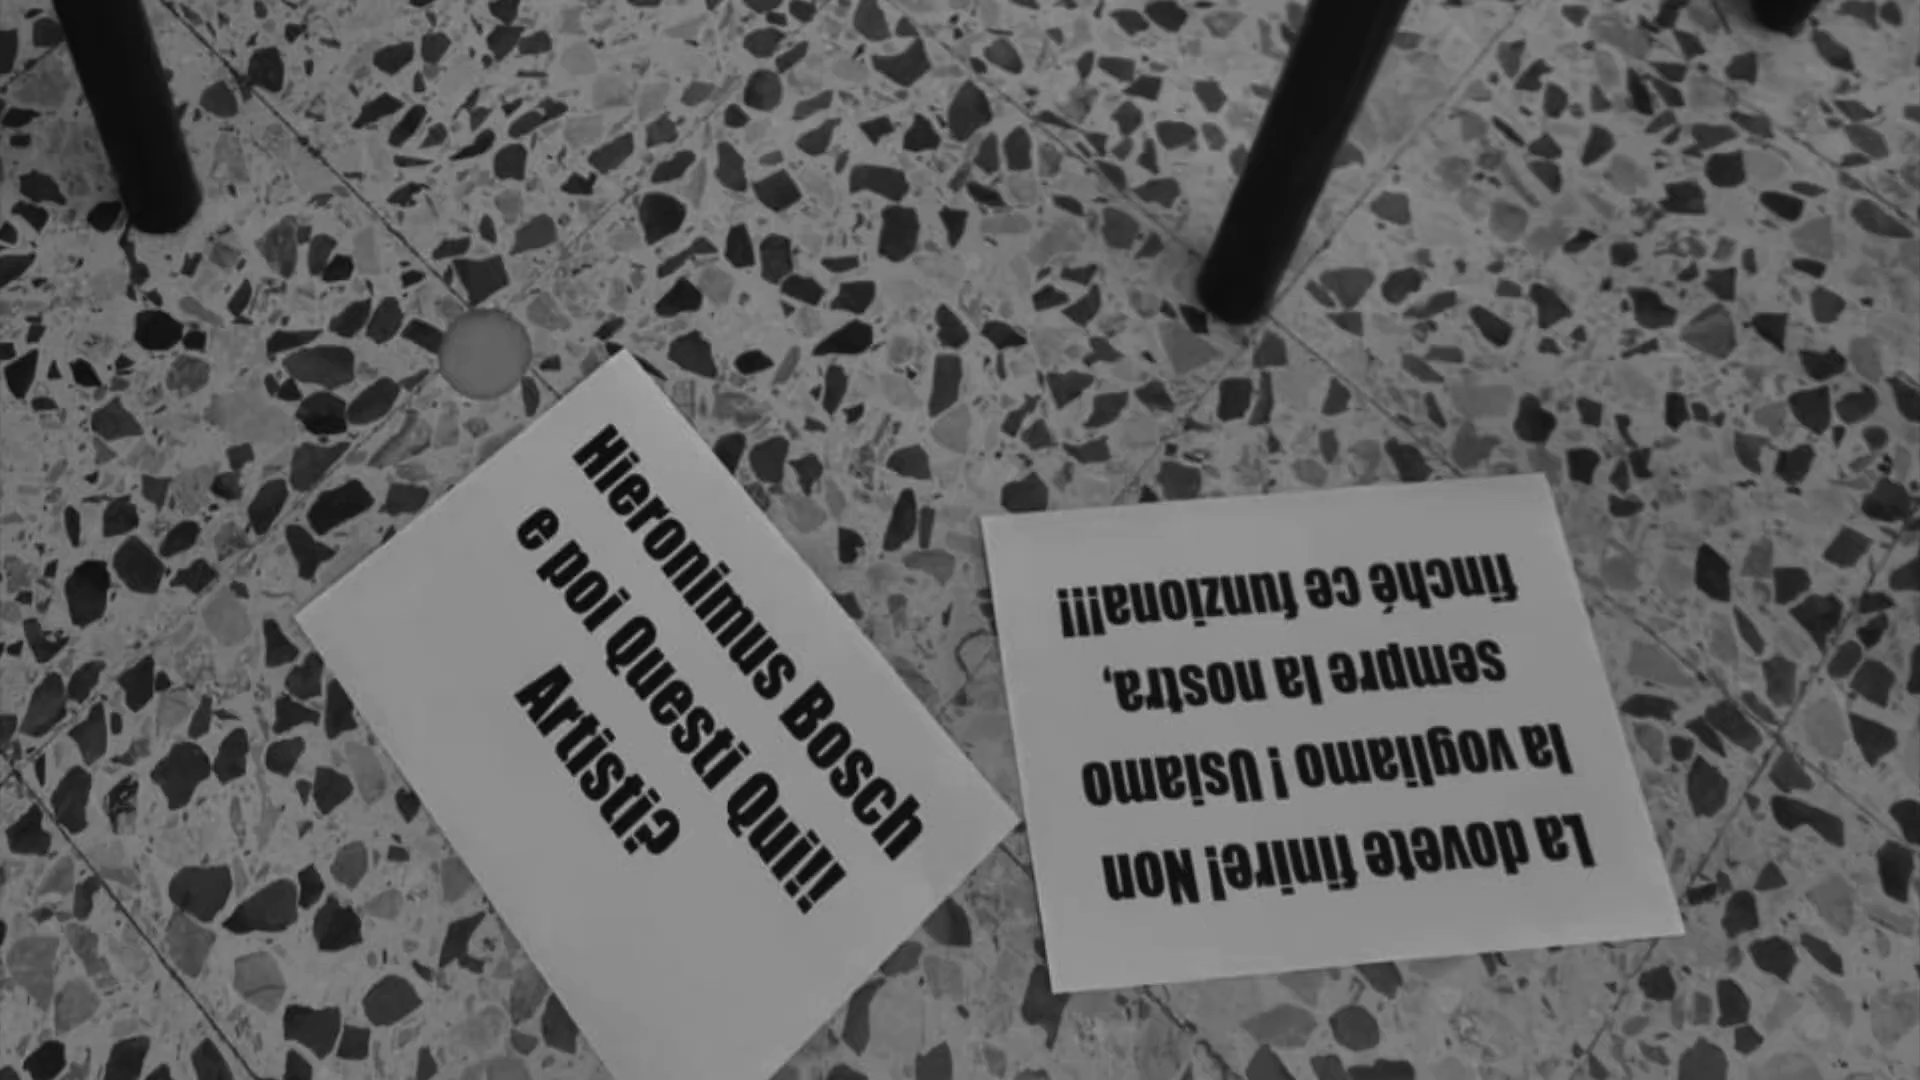 Hieronimus Bosch
e poi Questi Qui!!
Artisti?
La dovete finire! Non
la vogliamo ! Usiamo
sempre la nostra,
finché ce funziona!!!